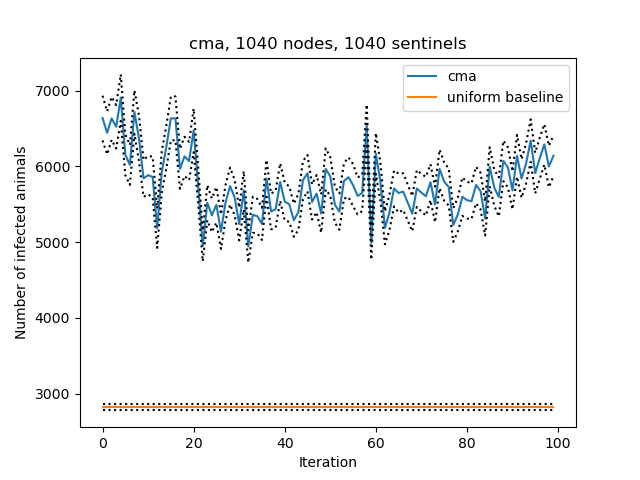 cma, 1040 nodes, 1040 sentinels
cma
uniform baseline
Number of infected animals
7000
6000
5000
4000
3000
0 20 40 60 80 100
Iteration